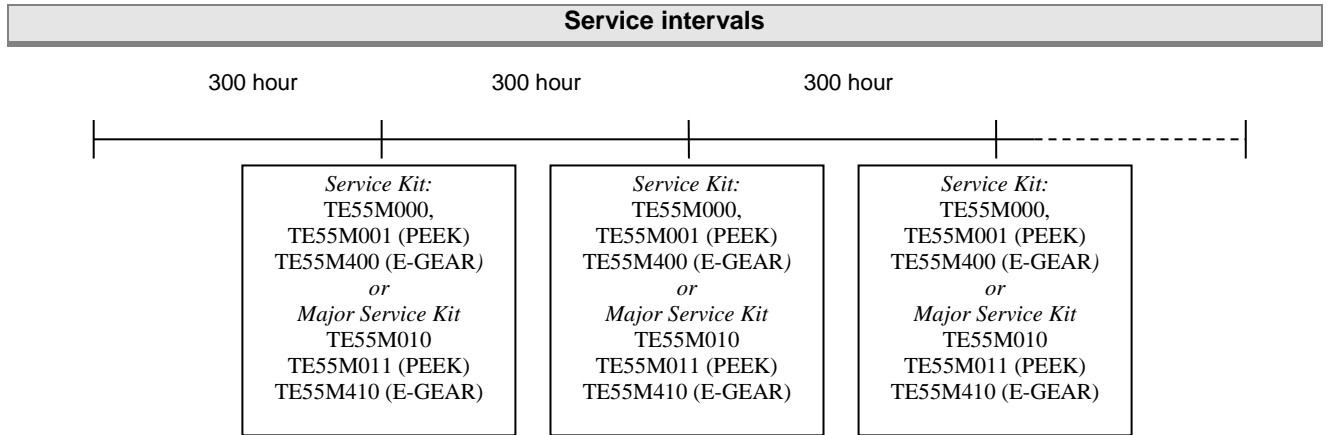 Service intervals
300 hour
300 hour
300 hour
Service Kit:
TE55M000,
TE55M001 (PEEK)
TE55M400 (E-GEAR)
or
Major Service Kit
TE55M010
TE55M011 (PEEK)
TE55M410 (E-GEAR)
Service Kit:
TE55M000,
TE55M001 (PEEK)
TE55M400 (E-GEAR)
or
Major Service Kit
TE55M010
TE55M011 (PEEK)
TE55M410 (E-GEAR)
Service Kit:
TE55M000,
TE55M001 (PEEK)
TE55M400 (E-GEAR)
or
Major Service Kit
TE55M010
TE55M011 (PEEK)
TE55M410 (E-GEAR)